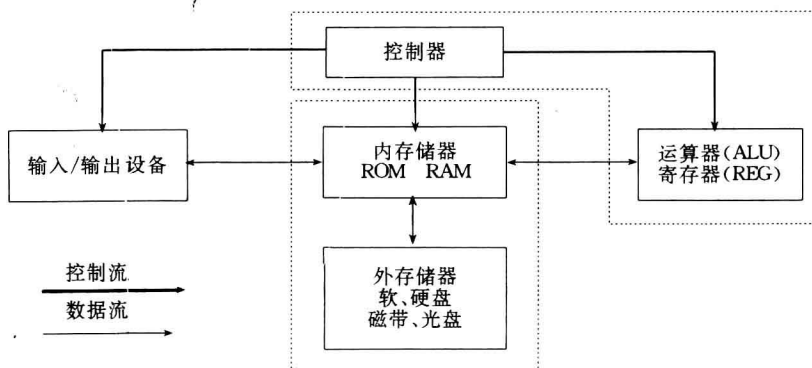 控制器
输入/输出设备
内存储器
ROM RAM
运算器(ALU)
寄存器(REG)
外存储器
软、硬盘
磁带、光盘
控制流
数据流